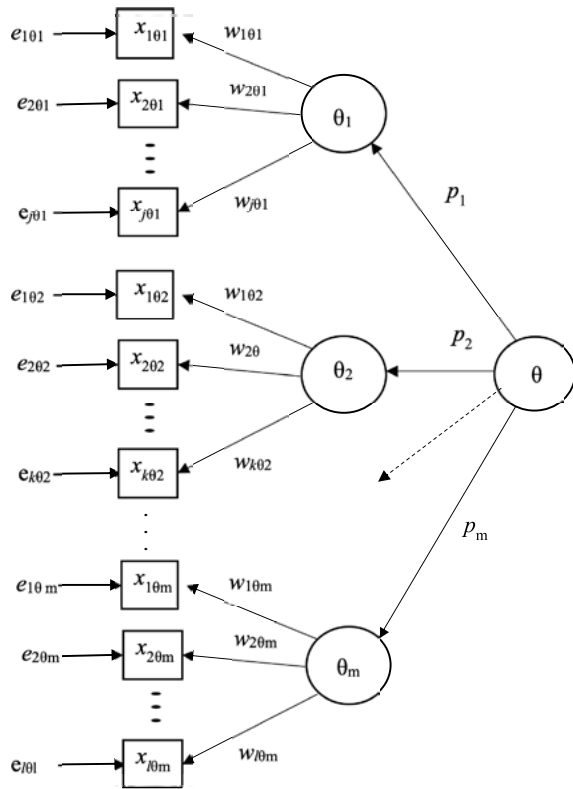 e1θ1 x1θ1 w1θ1
e2θ1 x2θ1 w2θ1 θ1
ejθ1 xjθ1 wjθ1 p1
e1θ2 x1θ2 w1θ2
e2θ2 x2θ2 w2θ θ2 p2 θ
ekθ2 xkθ2 wkθ2
pm
e1θ m x1θm w1θm
e2θm x2θm w2θm θm
elθl xlθm wlθm